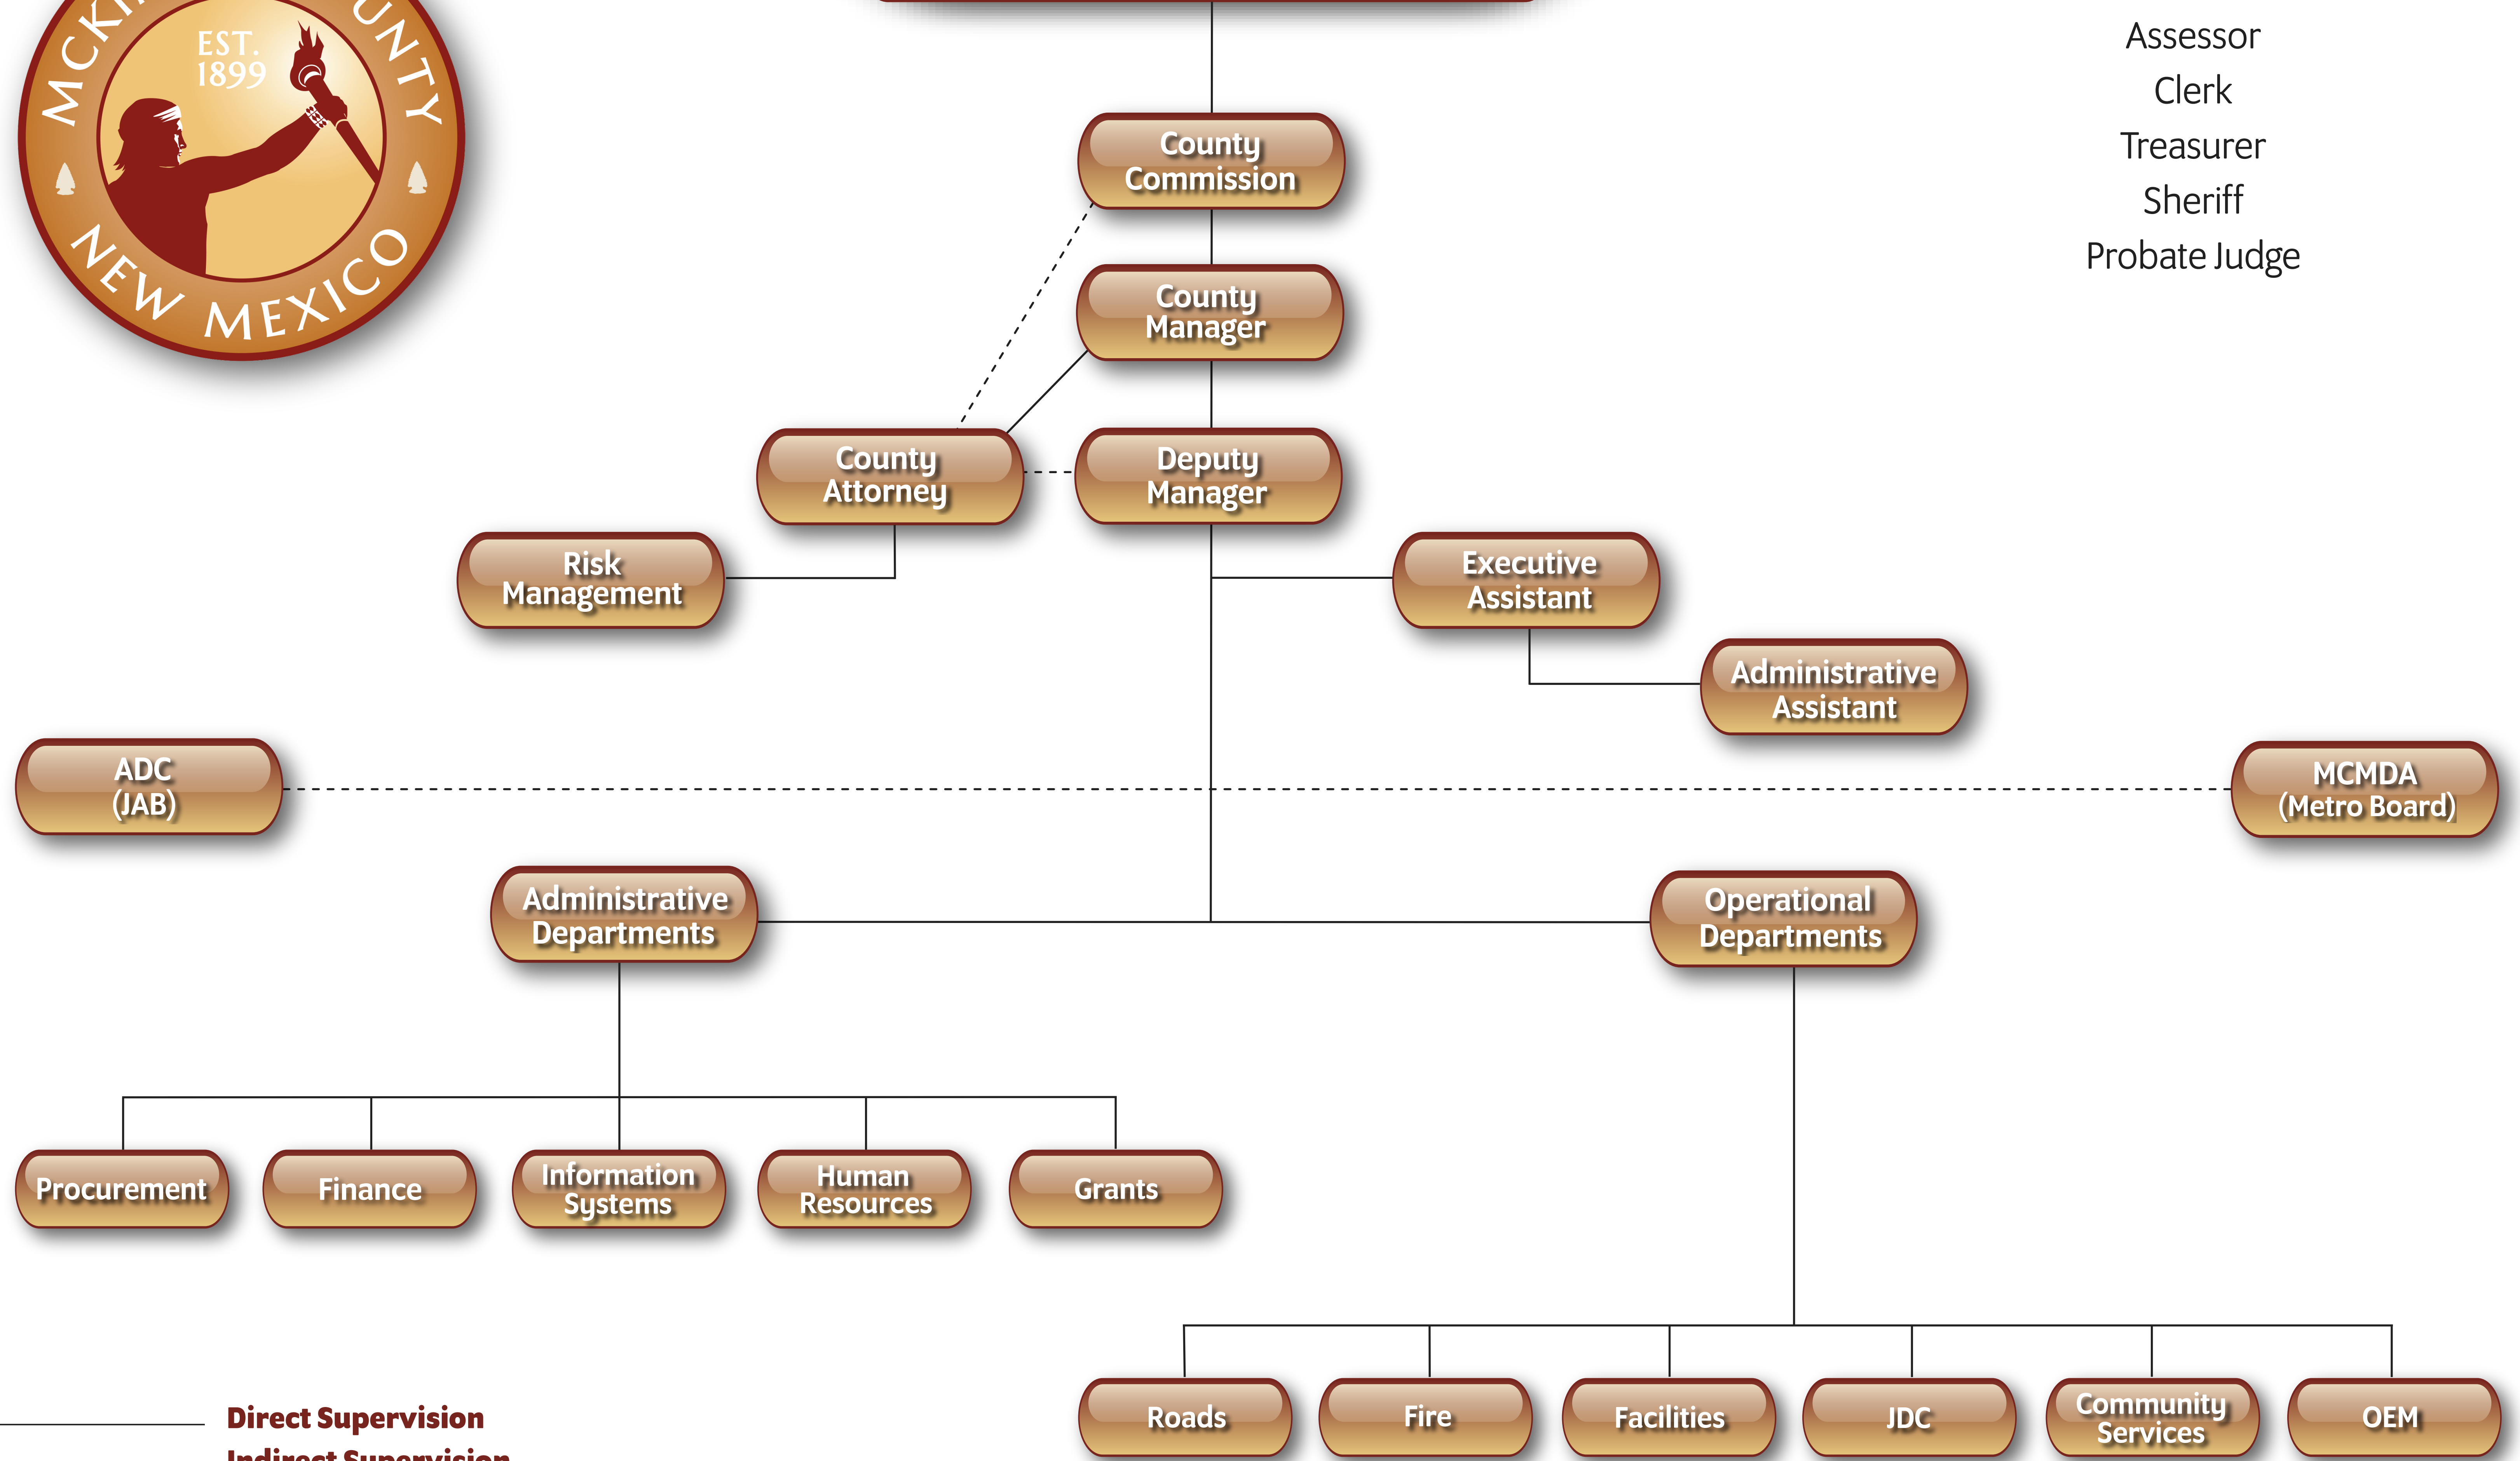 EST.
1899
NEW MEXICO
Assessor
Clerk
Treasurer
Sheriff
Probate Judge
County
Commission
County
Manager
County
Attorney
Deputy
Manager
Risk
Management
Executive
Assistant
Administrative
Assistant
ADC
(JAB)
MCMDA
(Metro Board)
Administrative
Departments
Operational
Departments
Procurement
Finance
Information
Systems
Human
Resources
Grants
Roads
Fire
Facilities
JDC
Community
Services
OEM
Direct Supervision
Indirect Supervision